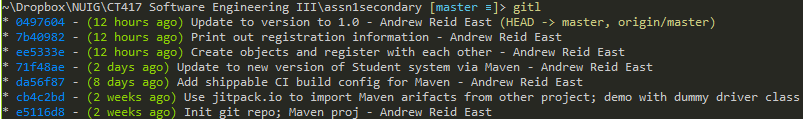 ~\Dropbox\NUIG\CT417 Software Engineering III\assn1secondary [master ≡]> gitl
* 0497604 - (12 hours ago) Update to version to 1.0 - Andrew Reid East (HEAD -> master, origin/master)
* 7b40982 - (12 hours ago) Print out registration information - Andrew Reid East
* ee5333e - (12 hours ago) Create objects and register with each other - Andrew Reid East
* 71f48ae - (2 days ago) Update to new version of Student system via Maven - Andrew Reid East
* da56f87 - (8 days ago) Add shippable CI build config for Maven - Andrew Reid East
* cb4c2bd - (2 weeks ago) Use jitpack.io to import Maven arifacts from other project; demo with dummy driver class
* e5116d8 - (2 weeks ago) Init git repo; Maven proj - Andrew Reid East